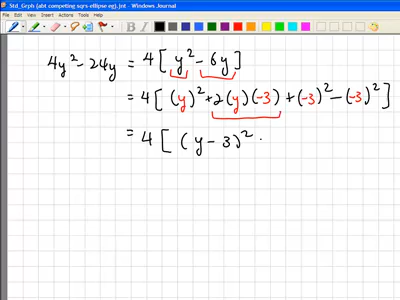 Std_Grph (abt competing sqrs-ellipse eg).jnt - Windows Journal
File Edit View Insert Actions Tools Help
4y² - 24y = 4 [ y² - 6y ]
= 4 [ (y)² + 2(y)(-3) + (-3)² - (-3)² ]
= 4 [ (y - 3)² -